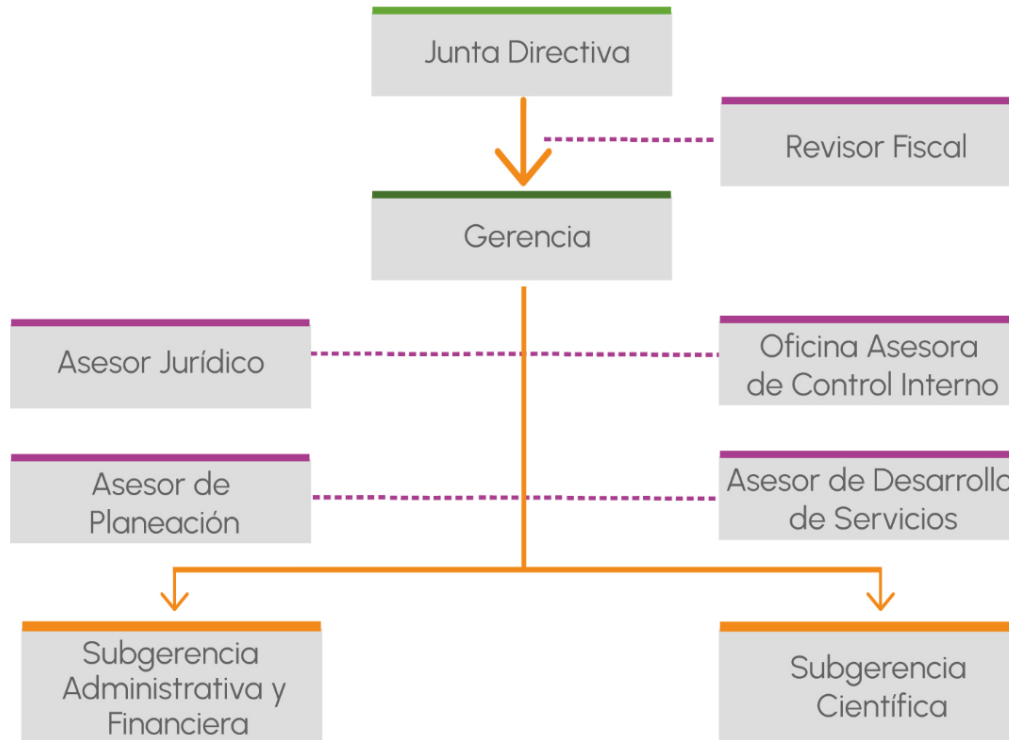 Junta Directiva
Revisor Fiscal
Gerencia
Asesor Jurídico
Oficina Asesora
de Control Interno
Asesor de
Planeación
Asesor de Desarrollo
de Servicios
Subgerencia
Administrativa y
Financiera
Subgerencia
Científica